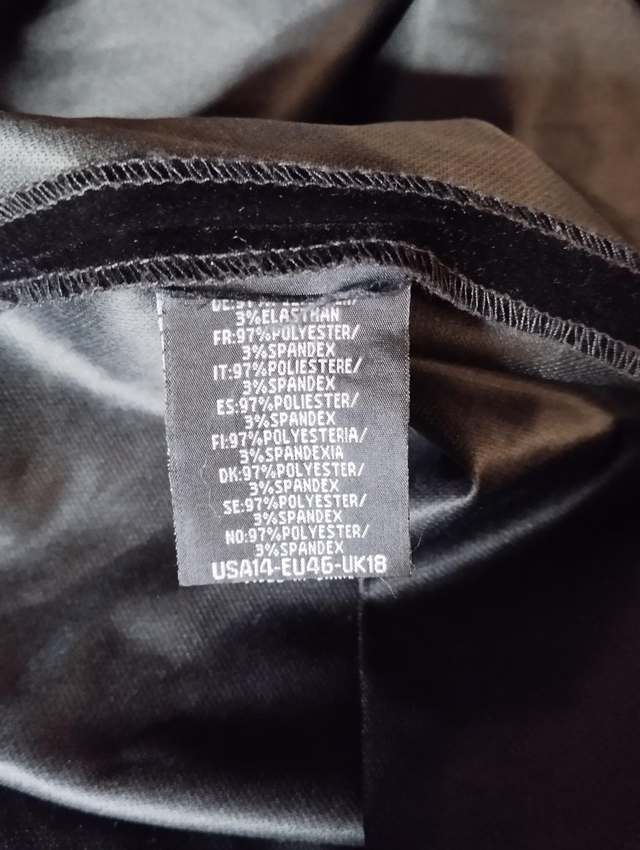 3%ELASTHAN
FR:97%POLYESTER/
3%SPANDEX
IT:97%POLIESTERE/
3%SPANDEX
ES:97%POLIESTER/
3%SPANDEX
FI:97%POLYESTERIA/
3%SPANDEXIA
DK:97%POLYESTER/
3%SPANDEX
SE:97%POLYESTER/
3%SPANDEX
NO:97%POLYESTER/
3%SPANDEX
USA14-EU46-UK18